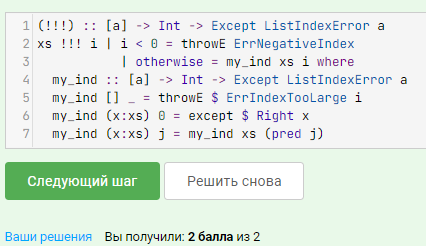 1 (!!!) :: [a] -> Int -> Except ListIndexError a
2 xs !!! i | i < 0 = throwE ErrNegativeIndex
3            | otherwise = my_ind xs i where
4   my_ind :: [a] -> Int -> Except ListIndexError a
5   my_ind [] _ = throwE $ ErrIndexTooLarge i
6   my_ind (x:xs) 0 = except $ Right x
7   my_ind (x:xs) j = my_ind xs (pred j)
Следующий шаг Решить снова
Ваши решения Вы получили: 2 балла из 2